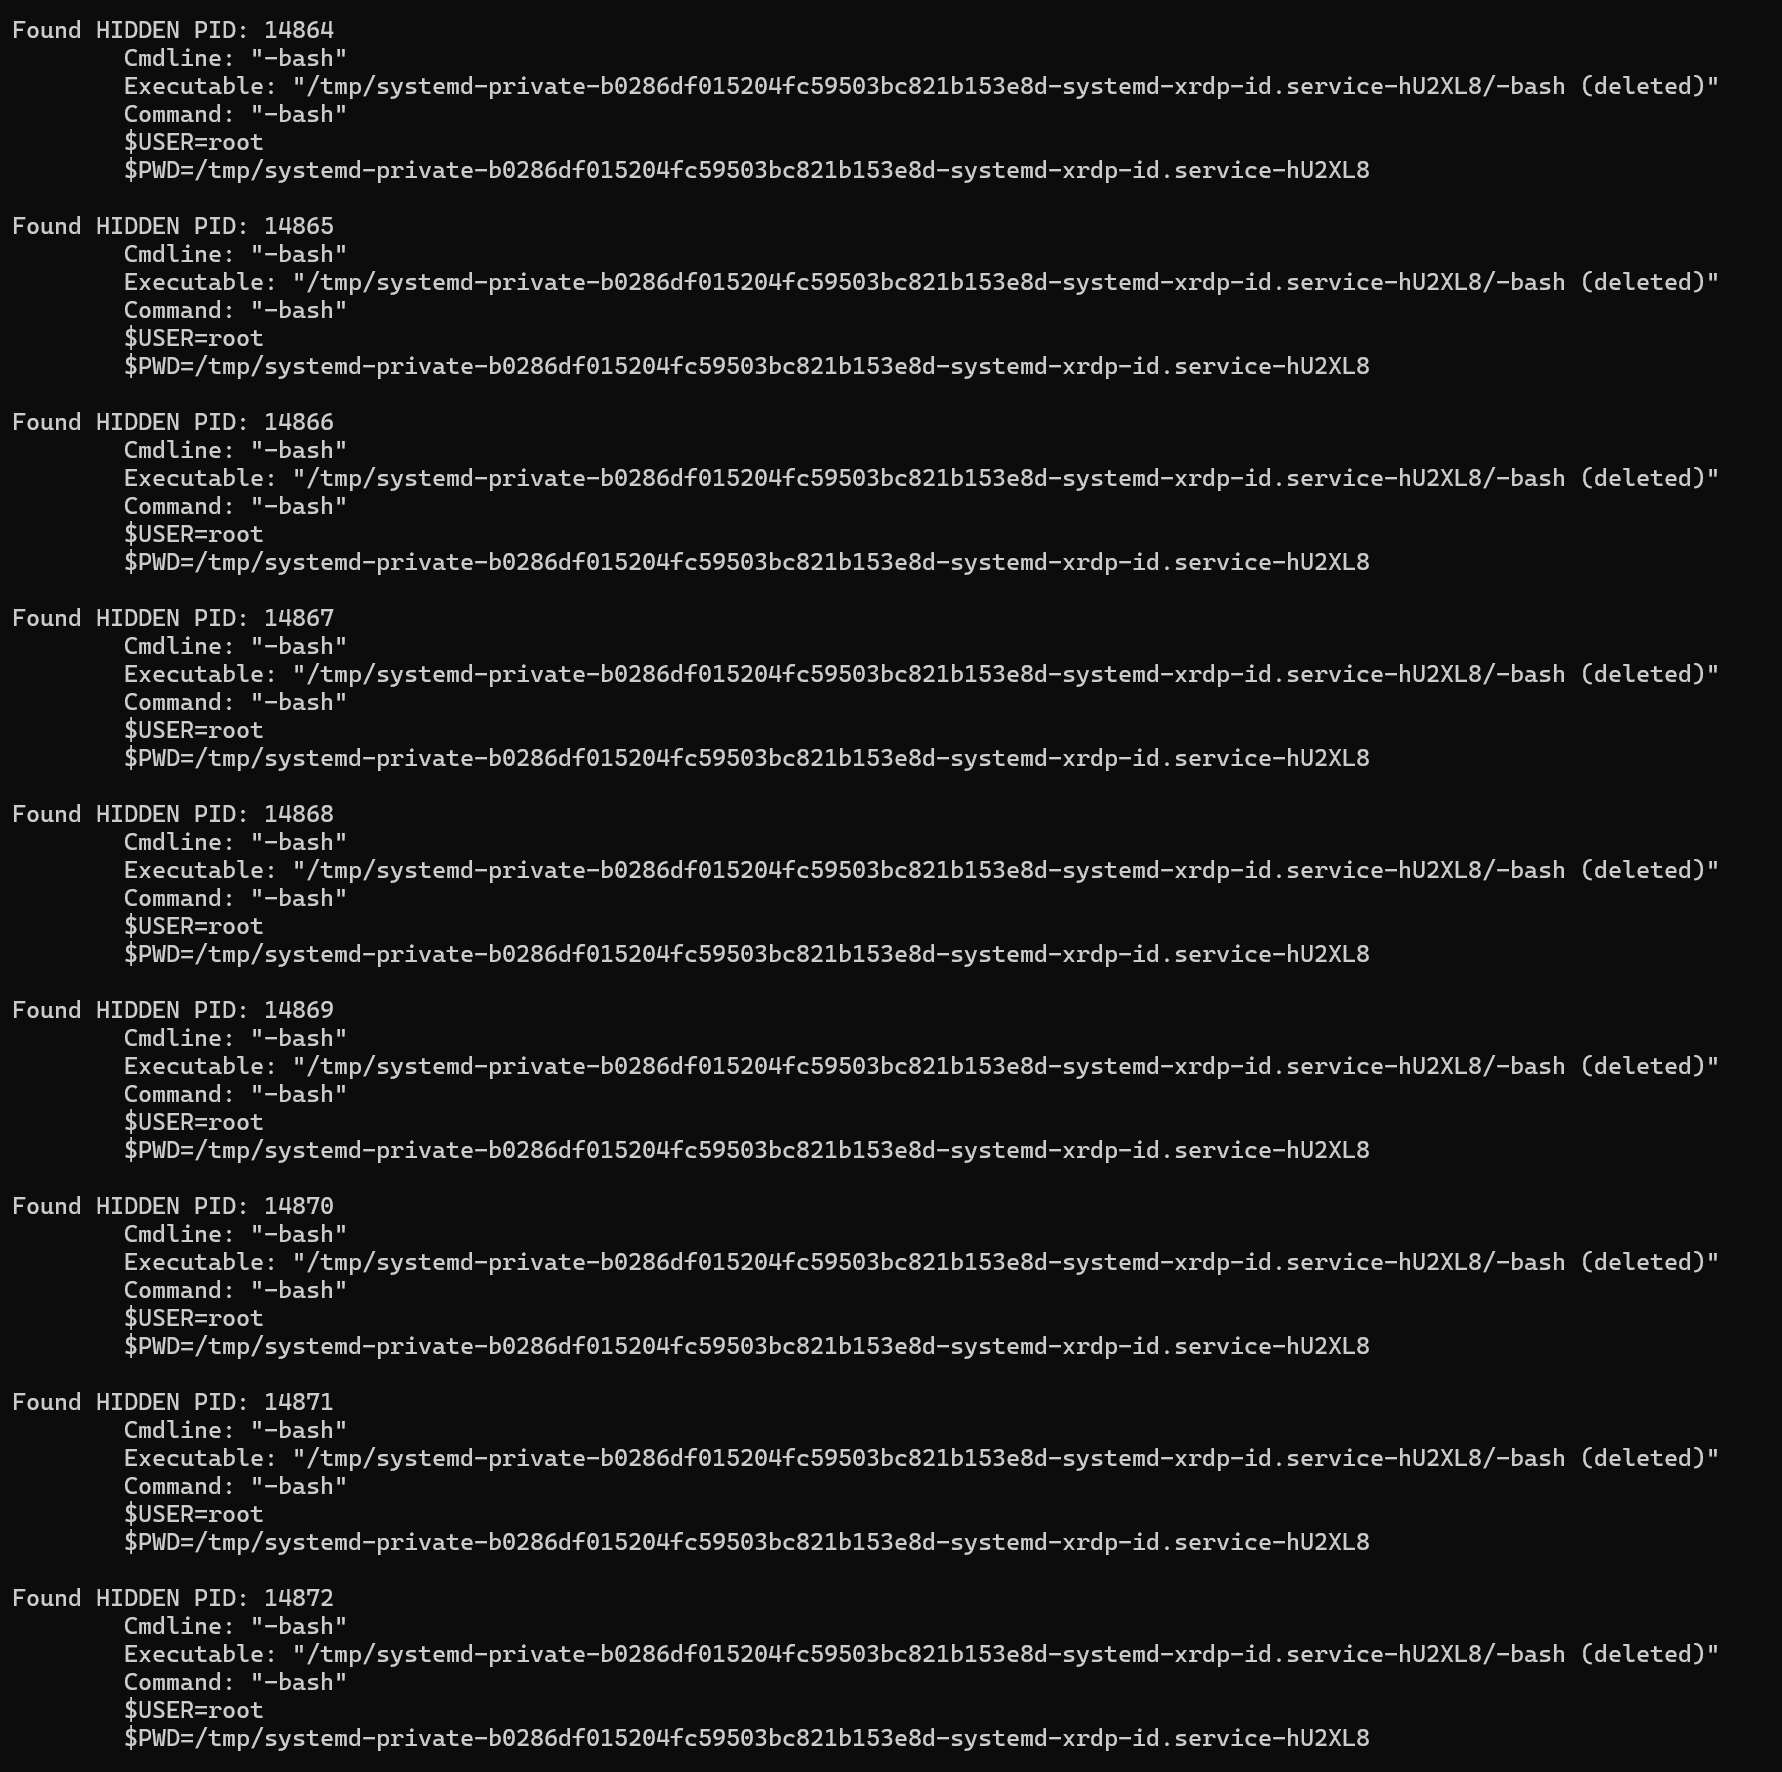 Found HIDDEN PID: 14864
Cmdline: "-bash"
Executable: "/tmp/systemd-private-b0286df015204fc59503bc821b153e8d-systemd-xrdp-id.service-hU2XL8/-bash (deleted)"
Command: "-bash"
$USER=root
$PWD=/tmp/systemd-private-b0286df015204fc59503bc821b153e8d-systemd-xrdp-id.service-hU2XL8
Found HIDDEN PID: 14865
Cmdline: "-bash"
Executable: "/tmp/systemd-private-b0286df015204fc59503bc821b153e8d-systemd-xrdp-id.service-hU2XL8/-bash (deleted)"
Command: "-bash"
$USER=root
$PWD=/tmp/systemd-private-b0286df015204fc59503bc821b153e8d-systemd-xrdp-id.service-hU2XL8
Found HIDDEN PID: 14866
Cmdline: "-bash"
Executable: "/tmp/systemd-private-b0286df015204fc59503bc821b153e8d-systemd-xrdp-id.service-hU2XL8/-bash (deleted)"
Command: "-bash"
$USER=root
$PWD=/tmp/systemd-private-b0286df015204fc59503bc821b153e8d-systemd-xrdp-id.service-hU2XL8
Found HIDDEN PID: 14867
Cmdline: "-bash"
Executable: "/tmp/systemd-private-b0286df015204fc59503bc821b153e8d-systemd-xrdp-id.service-hU2XL8/-bash (deleted)"
Command: "-bash"
$USER=root
$PWD=/tmp/systemd-private-b0286df015204fc59503bc821b153e8d-systemd-xrdp-id.service-hU2XL8
Found HIDDEN PID: 14868
Cmdline: "-bash"
Executable: "/tmp/systemd-private-b0286df015204fc59503bc821b153e8d-systemd-xrdp-id.service-hU2XL8/-bash (deleted)"
Command: "-bash"
$USER=root
$PWD=/tmp/systemd-private-b0286df015204fc59503bc821b153e8d-systemd-xrdp-id.service-hU2XL8
Found HIDDEN PID: 14869
Cmdline: "-bash"
Executable: "/tmp/systemd-private-b0286df015204fc59503bc821b153e8d-systemd-xrdp-id.service-hU2XL8/-bash (deleted)"
Command: "-bash"
$USER=root
$PWD=/tmp/systemd-private-b0286df015204fc59503bc821b153e8d-systemd-xrdp-id.service-hU2XL8
Found HIDDEN PID: 14870
Cmdline: "-bash"
Executable: "/tmp/systemd-private-b0286df015204fc59503bc821b153e8d-systemd-xrdp-id.service-hU2XL8/-bash (deleted)"
Command: "-bash"
$USER=root
$PWD=/tmp/systemd-private-b0286df015204fc59503bc821b153e8d-systemd-xrdp-id.service-hU2XL8
Found HIDDEN PID: 14871
Cmdline: "-bash"
Executable: "/tmp/systemd-private-b0286df015204fc59503bc821b153e8d-systemd-xrdp-id.service-hU2XL8/-bash (deleted)"
Command: "-bash"
$USER=root
$PWD=/tmp/systemd-private-b0286df015204fc59503bc821b153e8d-systemd-xrdp-id.service-hU2XL8
Found HIDDEN PID: 14872
Cmdline: "-bash"
Executable: "/tmp/systemd-private-b0286df015204fc59503bc821b153e8d-systemd-xrdp-id.service-hU2XL8/-bash (deleted)"
Command: "-bash"
$USER=root
$PWD=/tmp/systemd-private-b0286df015204fc59503bc821b153e8d-systemd-xrdp-id.service-hU2XL8